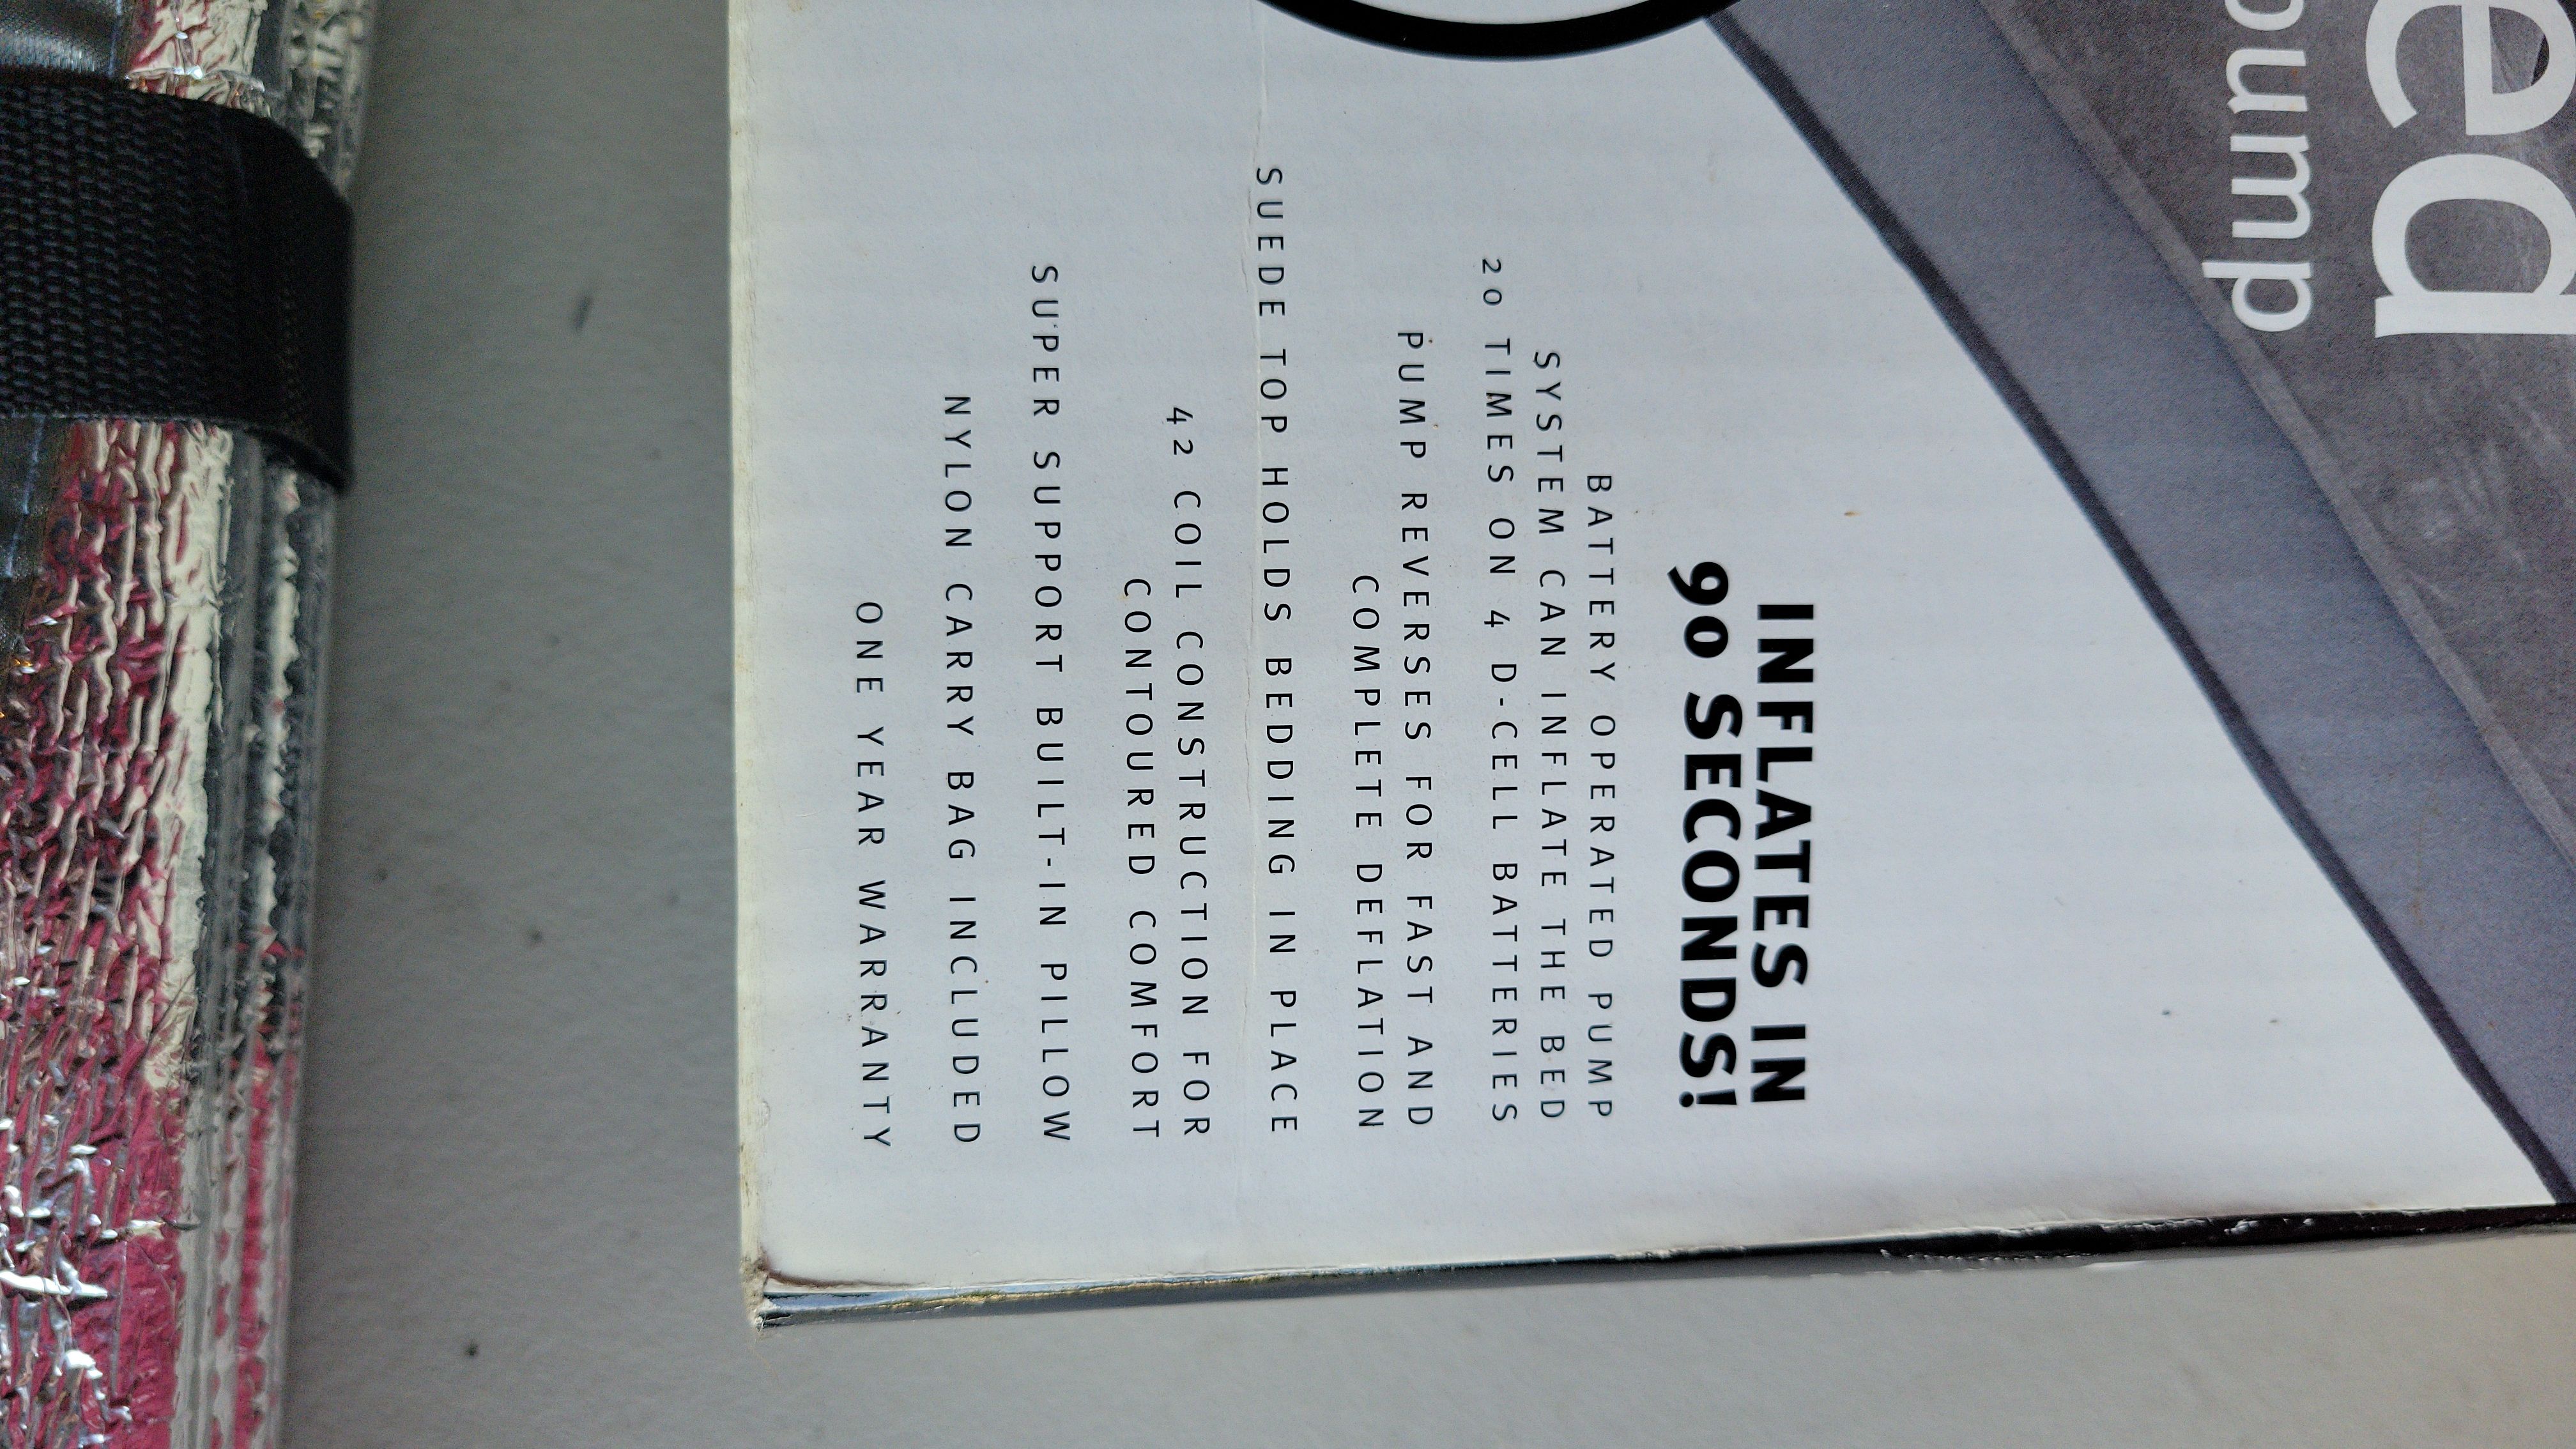 ed
pump
INFLATES IN
90 SECONDS!
BATTERY OPERATED PUMP
SYSTEM CAN INFLATE THE BED
20 TIMES ON 4 D-CELL BATTERIES
PUMP REVERSES FOR FAST AND
COMPLETE DEFLATION
SUEDE TOP HOLDS BEDDING IN PLACE
42 COIL CONSTRUCTION FOR
CONTOURED COMFORT
SUPER SUPPORT BUILT-IN PILLOW
NYLON CARRY BAG INCLUDED
ONE YEAR WARRANTY